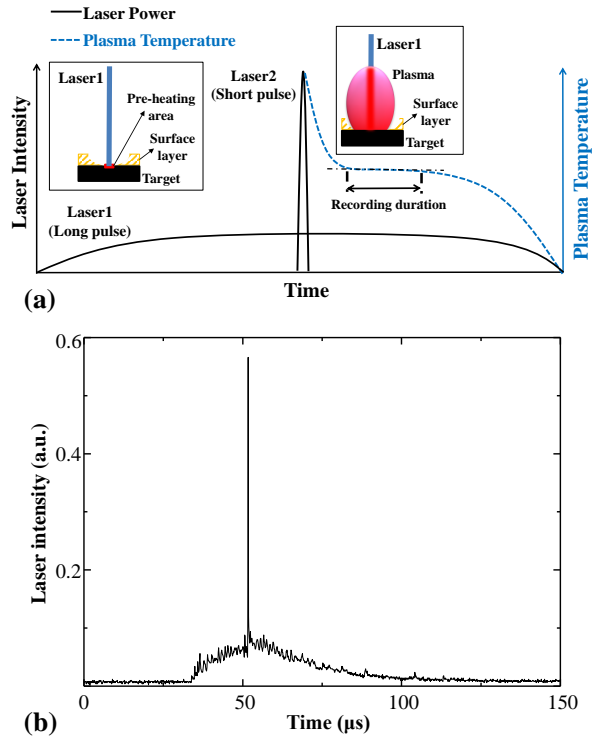 Laser Power
Plasma Temperature
Laser1
Pre-heating
area
Surface
layer
Target
Laser2
(Short pulse)
Laser1
Plasma
Surface
layer
Target
Laser1
(Long pulse)
Recording duration
Laser Intensity
Plasma Temperature
Time
(a)
0.6
0.4
0.2
0
50
100
150
Laser intensity (a.u.)
Time (μs)
(b)